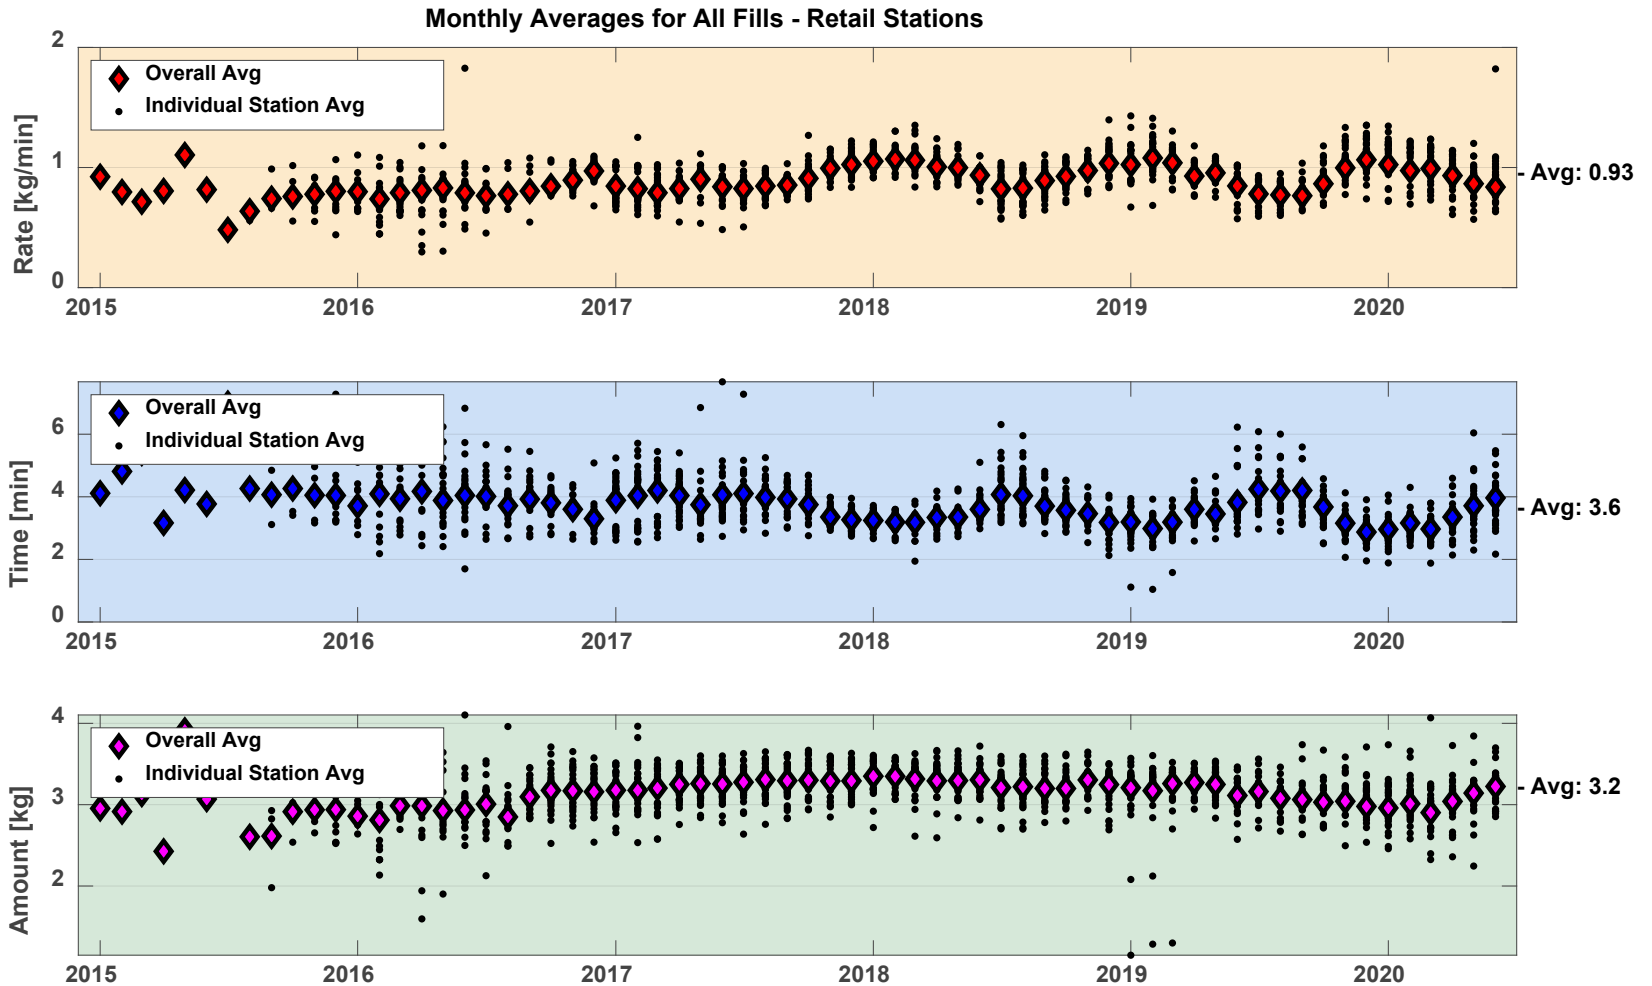 Monthly Averages for All Fills - Retail Stations
Rate [kg/min]
2
1
0
Overall Avg
Individual Station Avg
Avg: 0.93
2015 2016 2017 2018 2019 2020
Time [min]
6
4
2
0
Overall Avg
Individual Station Avg
Avg: 3.6
2015 2016 2017 2018 2019 2020
Amount [kg]
4
3
2
Overall Avg
Individual Station Avg
Avg: 3.2
2015 2016 2017 2018 2019 2020